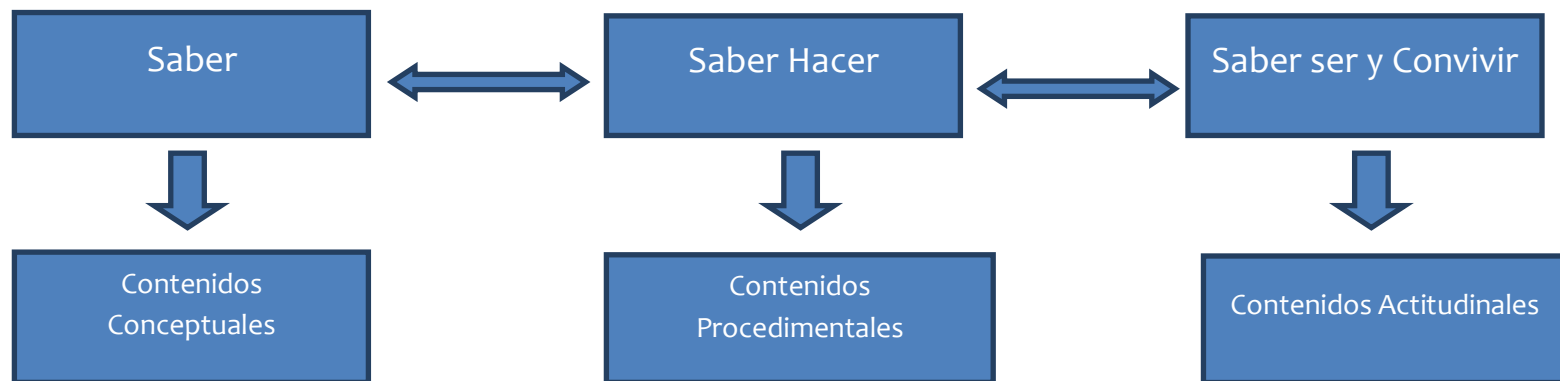 Saber
Saber Hacer
Saber ser y Convivir
Contenidos
Conceptuales
Contenidos
Procedimentales
Contenidos Actitudinales